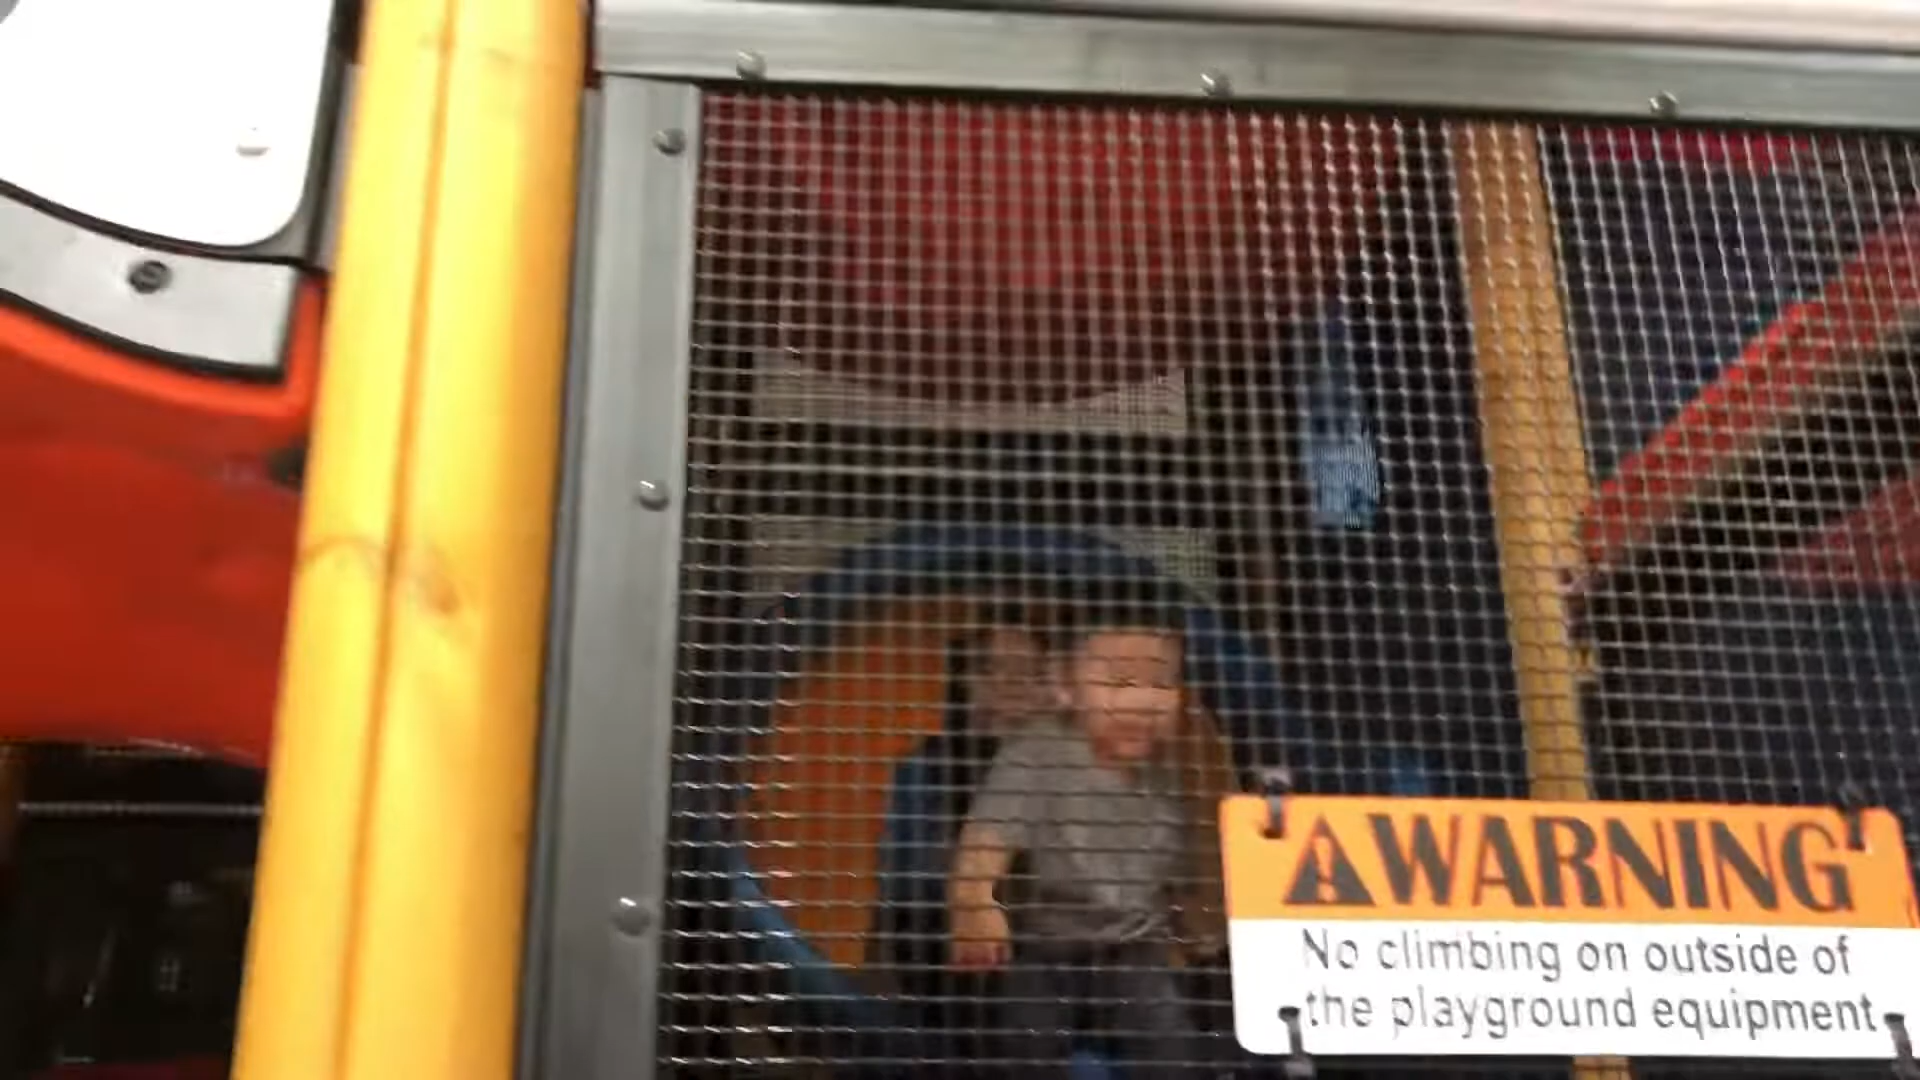 WARNING
No climbing on outside of
the playground equipment